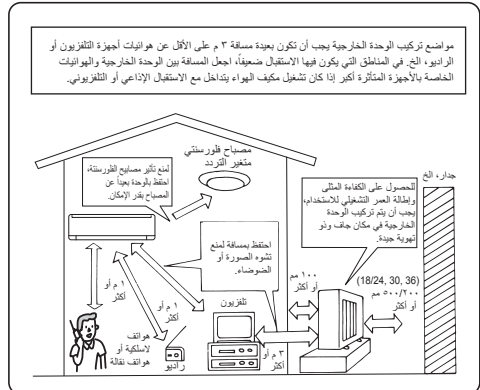 مواضع تركيب الوحدة الخارجية يجب أن تكون بعيدة مسافة ٣ م على الأقل عن هوائيات أجهزة التلفزيون أو
الراديو، الخ. في المناطق التي يكون فيها الاستقبال ضعيفاً، اجعل المسافة بين الوحدة الخارجية والهوائيات
الخاصة بالأجهزة المتأثرة أكبر إذا كان تشغيل مكيف الهواء يتداخل مع الاستقبال الإذاعي أو التلفزيوني.
مصباح فلورسنتي
متغير التردد
لمنع تأثير مصابيح الفلورسنتة،
احتفظ بالوحدة بعيداً عن
المصباح بقدر الإمكان.
جدار، الخ
للحصول على الكفاءة المثلى
وإطالة العمر التشغيلي للاستخدام،
يجب أن يتم تركيب الوحدة
الخارجية في مكان جاف وذو
تهوية جيدة.
احتفظ بمسافة لمنع
تشوه الصورة أو
الضوضاء.
١٠٠ مم
أو أكثر
(18/24, 30, 36)
٥٠٠/٢٠٠ مم
أو أكثر
١ م أو
أكثر
١ م أو
أكثر
تلفزيون
٣ م أو
أكثر
هواتف
لاسلكية أو
هواتف نقالة
راديو